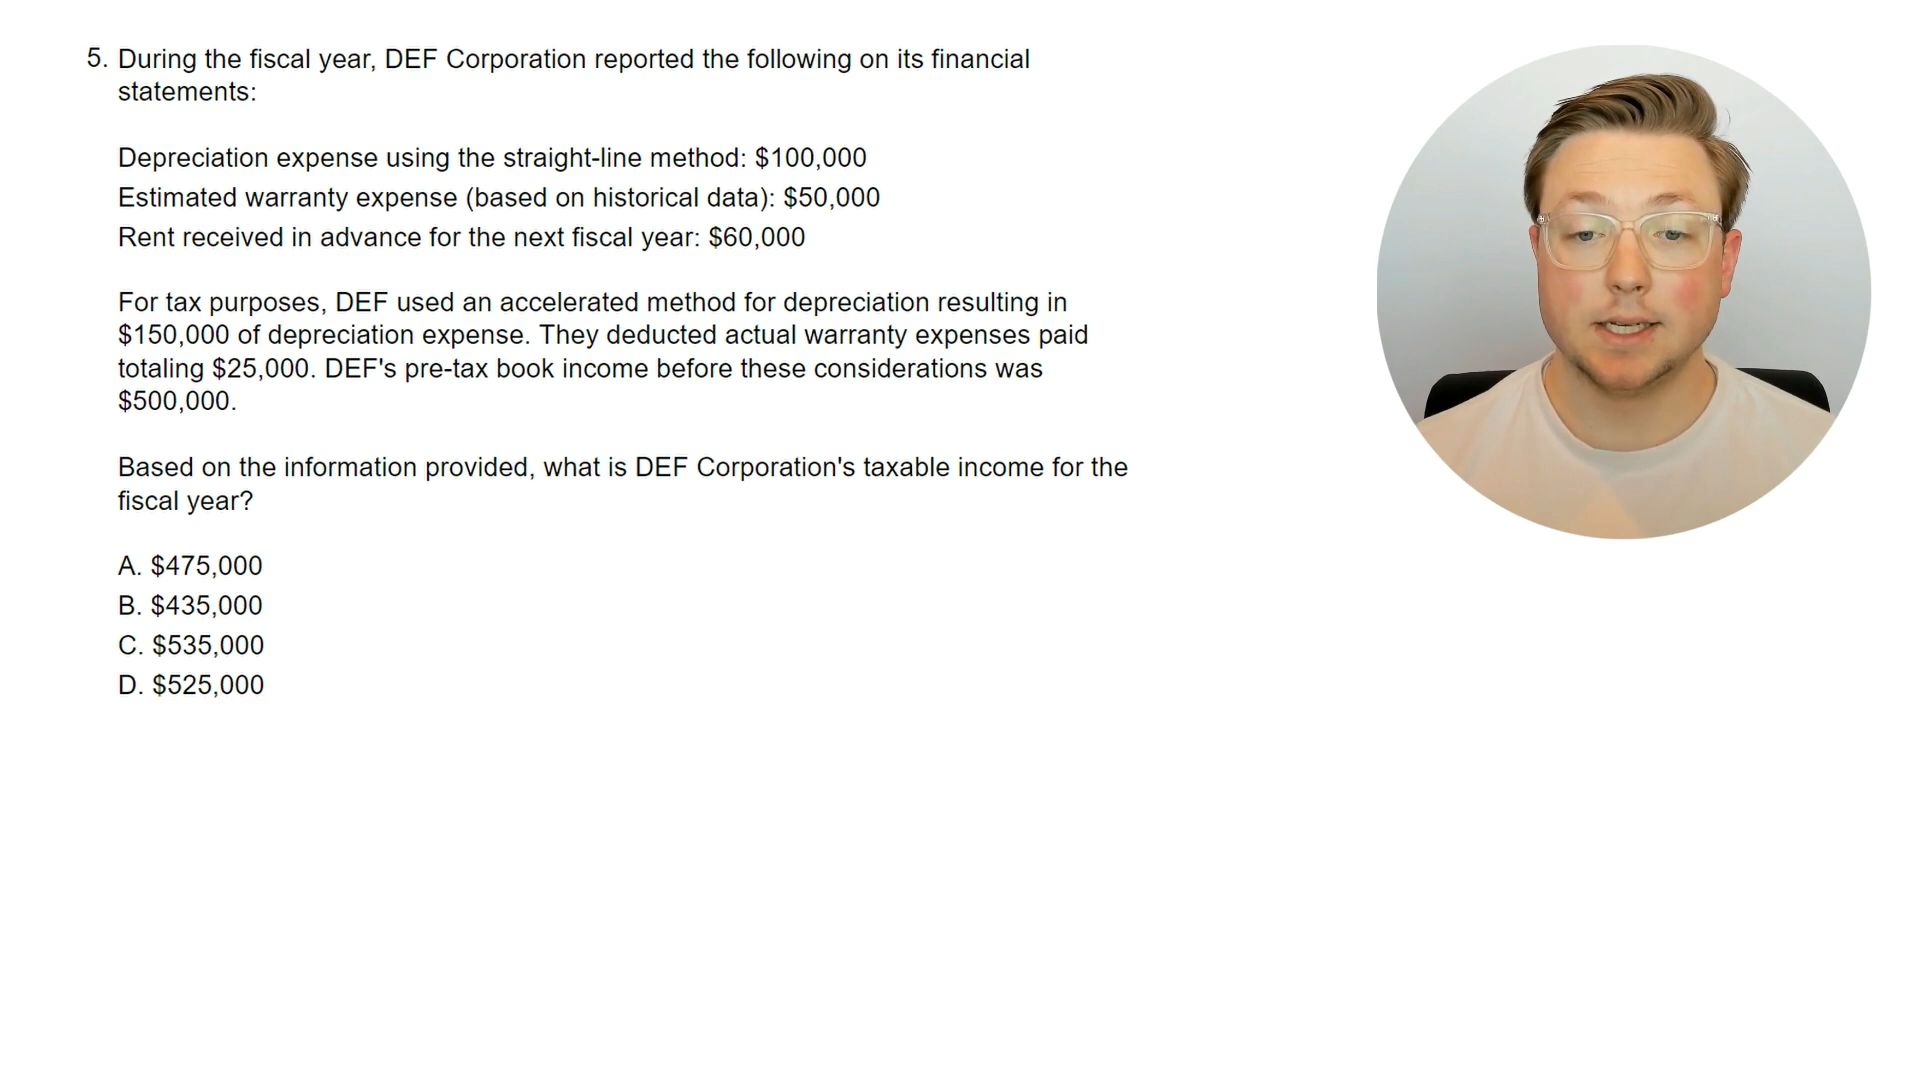 5. During the fiscal year, DEF Corporation reported the following on its financial
statements:
Depreciation expense using the straight-line method: $100,000
Estimated warranty expense (based on historical data): $50,000
Rent received in advance for the next fiscal year: $60,000
For tax purposes, DEF used an accelerated method for depreciation resulting in
$150,000 of depreciation expense. They deducted actual warranty expenses paid
totaling $25,000. DEF's pre-tax book income before these considerations was
$500,000.
Based on the information provided, what is DEF Corporation's taxable income for the
fiscal year?
A. $475,000
B. $435,000
C. $535,000
D. $525,000